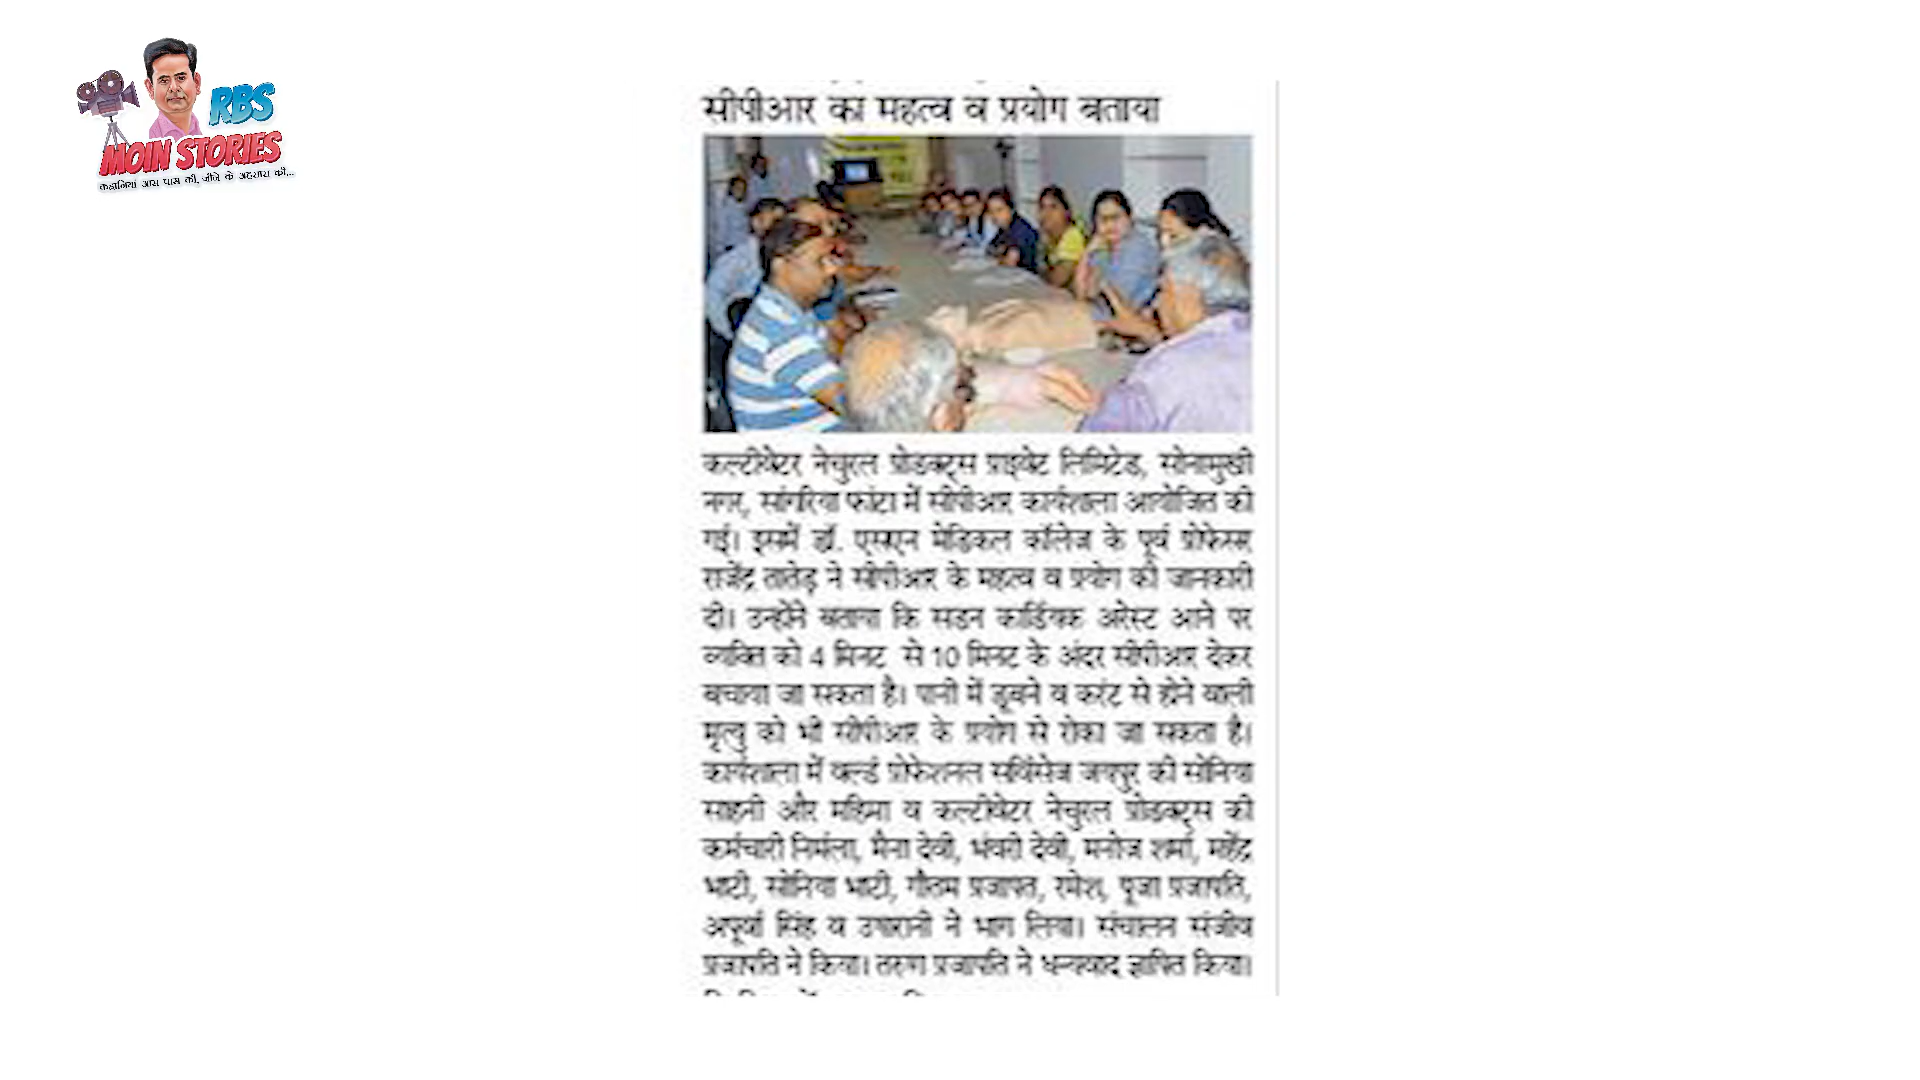 RBS
MOIN STORIES
कहानियां आस पास की, जीने के अहसास की...
सीपीआर का महत्व व प्रयोग बताया
कल्टीवेटर नेचुरल प्रोडक्ट्स प्राइवेट लिमिटेड, सोनामुखी
नगर, सांगरिया फांटा में सीपीआर कार्यशाला आयोजित की
गई। इसमें डॉ. एसएन मेडिकल कॉलेज के पूर्व प्रोफेसर
राजेंद्र तातेड़ ने सीपीआर के महत्व व प्रयोग की जानकारी
दी। उन्होंने बताया कि सडन कार्डियक अरेस्ट आने पर
व्यक्ति को 4 मिनट से 10 मिनट के अंदर सीपीआर देकर
बचाया जा सकता है। पानी में डूबने व करंट से होने वाली
मृत्यु को भी सीपीआर के प्रयोग से रोका जा सकता है।
कार्यशाला में वर्ल्ड प्रोफेशनल सर्विसेज जयपुर की सोनिया
साहनी और महिमा व कल्टीवेटर नेचुरल प्रोडक्ट्स की
कर्मचारी निर्मला, मैना देवी, भंवरी देवी, मनोज शर्मा, महेंद्र
भाटी, सोनिया भाटी, गौतम प्रजापत, रमेश, पूजा प्रजापति,
अपूर्वा सिंह व उषारानी ने भाग लिया। संचालन संजीव
प्रजापति ने किया। तरुण प्रजापति ने धन्यवाद ज्ञापित किया।